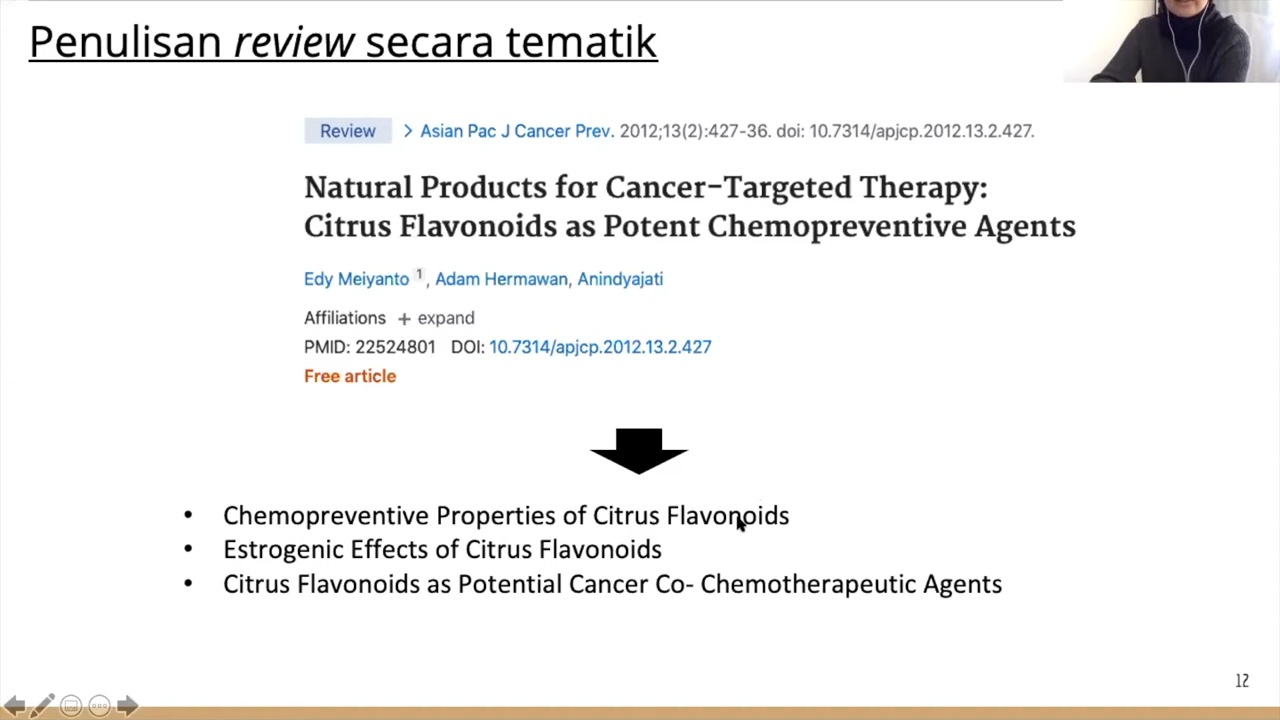 Penulisan review secara tematik
Review > Asian Pac J Cancer Prev. 2012;13(2):427-36. doi: 10.7314/apjcp.2012.13.2.427.
Natural Products for Cancer-Targeted Therapy:
Citrus Flavonoids as Potent Chemopreventive Agents
Edy Meiyanto 1, Adam Hermawan, Anindyajati
Affiliations + expand
PMID: 22524801 DOI: 10.7314/apjcp.2012.13.2.427
Free article
• Chemopreventive Properties of Citrus Flavonoids
• Estrogenic Effects of Citrus Flavonoids
• Citrus Flavonoids as Potential Cancer Co- Chemotherapeutic Agents
12